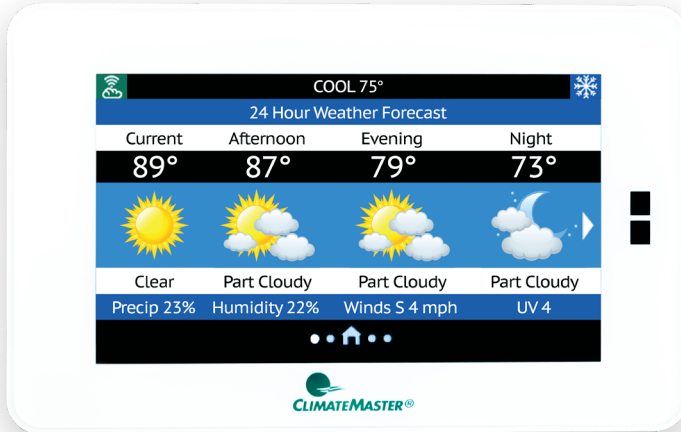 COOL 75°
24 Hour Weather Forecast
Current Afternoon Evening Night
89° 87° 79° 73°
Clear Part Cloudy Part Cloudy Part Cloudy
Precip 23% Humidity 22% Winds S 4 mph UV 4
CLIMATEMASTER®